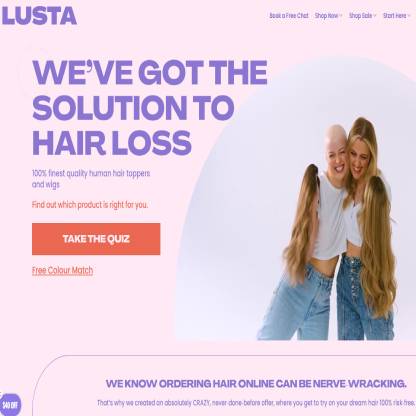 LUSTA
Book a Free Chat Shop Now Shop Sale Start Here
WE'VE GOT THE
SOLUTION TO
HAIR LOSS
100% finest quality human hair toppers
and wigs
Find out which product is right for you.
TAKE THE QUIZ
Free Colour Match
WE KNOW ORDERING HAIR ONLINE CAN BE NERVE-WRACKING.
That's why we created an absolutely CRAZY, never-done-before offer, where you get to try on your dream hair 100% risk-free.
$40 OFF